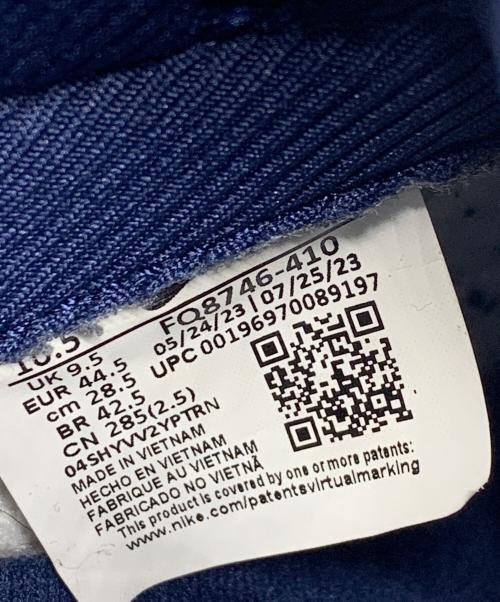 10.5
UK 9.5
EUR 44.5
cm 28.5
BR 42.5
CN 285(2.5)
04SHYVV2YPTRN
MADE IN VIETNAM
HECHO EN VIETNAM
FABRIQUE AU VIETNAM
FABRICADO NO VIETNÃ
This product is covered by one or more patents:
www.nike.com/patentsvirtualmarking
FQ8746-410
05/24/23 | 07/25/23
UPC 00196970089197